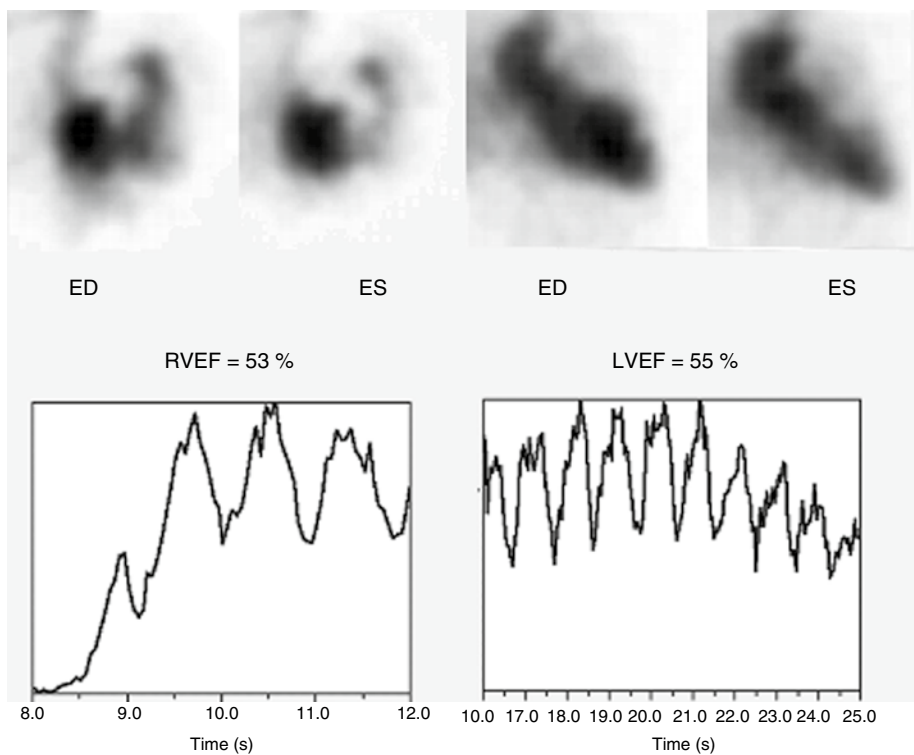 ED ES ED ES
RVEF = 53 % LVEF = 55 %
8.0 9.0 10.0 11.0 12.0 10.0 17.0 18.0 19.0 20.0 21.0 22.0 23.0 24.0 25.0
Time (s) Time (s)